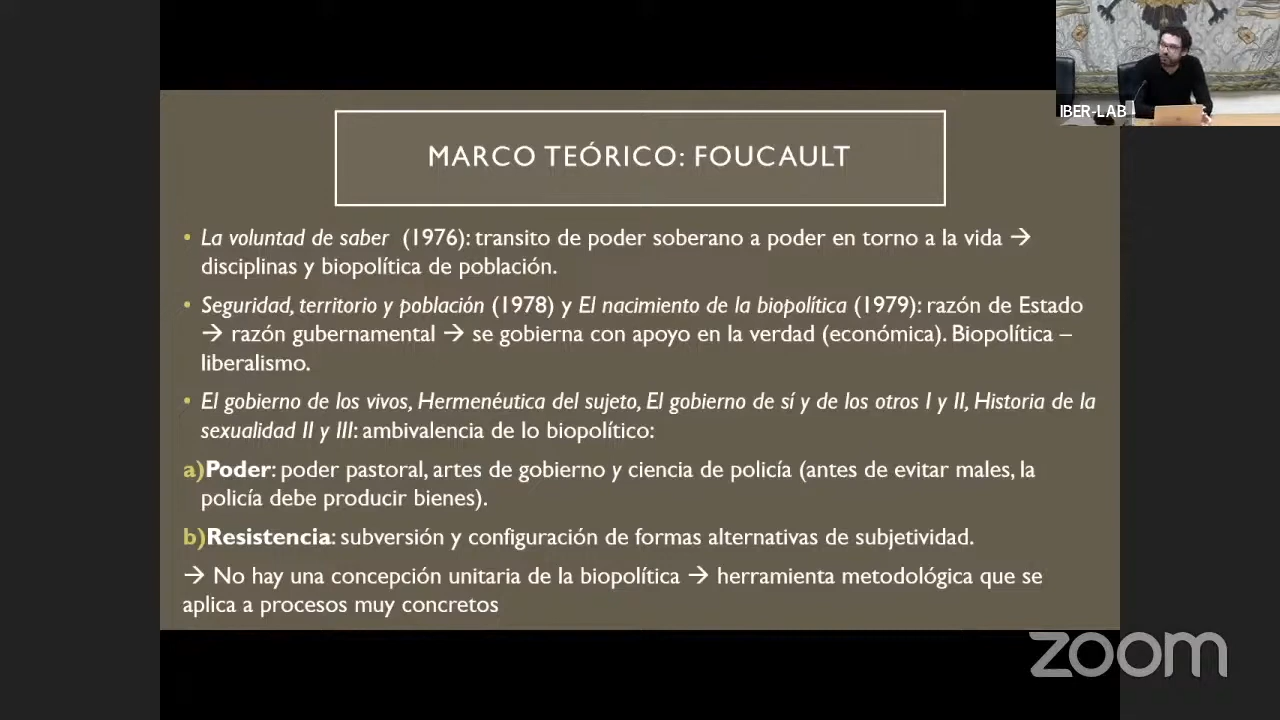 IBER-LAB
MARCO TEÓRICO: FOUCAULT
• La voluntad de saber (1976): transito de poder soberano a poder en torno a la vida →
disciplinas y biopolítica de población.
• Seguridad, territorio y población (1978) y El nacimiento de la biopolítica (1979): razón de Estado
→ razón gubernamental → se gobierna con apoyo en la verdad (económica). Biopolítica –
liberalismo.
• El gobierno de los vivos, Hermenéutica del sujeto, El gobierno de sí y de los otros I y II, Historia de la
sexualidad II y III: ambivalencia de lo biopolítico:
a)Poder: poder pastoral, artes de gobierno y ciencia de policía (antes de evitar males, la
policía debe producir bienes).
b)Resistencia: subversión y configuración de formas alternativas de subjetividad.
→ No hay una concepción unitaria de la biopolítica → herramienta metodológica que se
aplica a procesos muy concretos
zoom